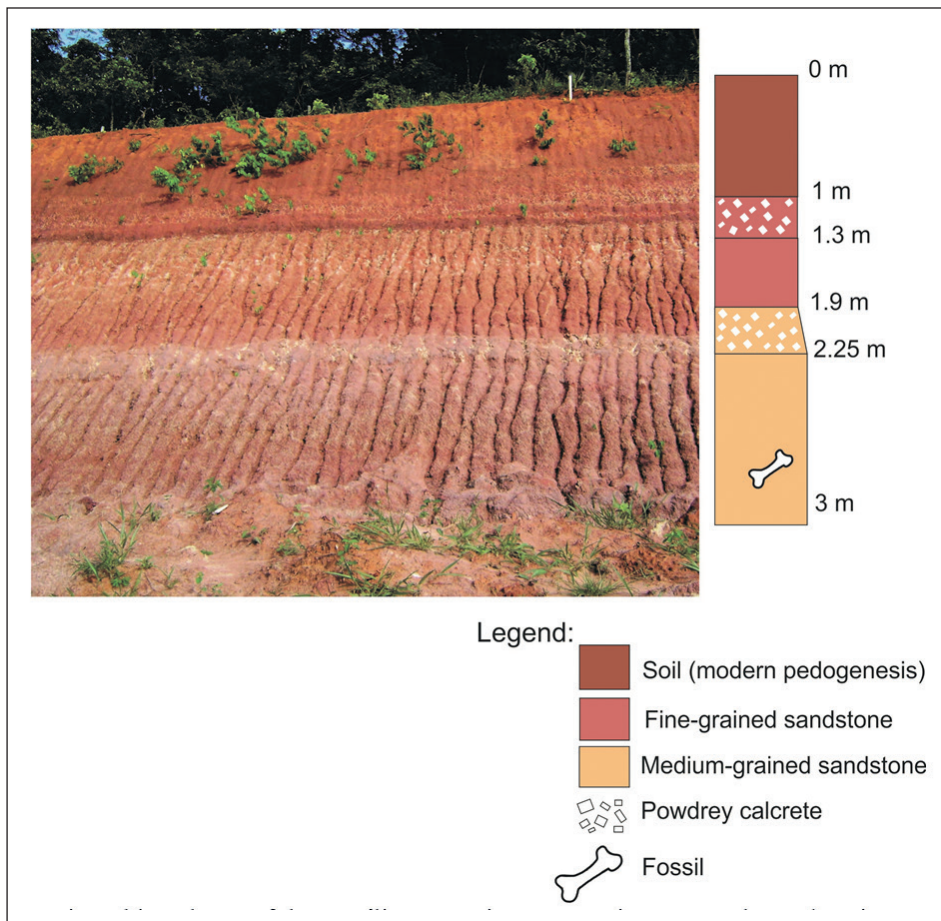 0 m
1 m
1.3 m
1.9 m
2.25 m
3 m
Legend:
Soil (modern pedogenesis)
Fine-grained sandstone
Medium-grained sandstone
Powdrey calcrete
Fossil